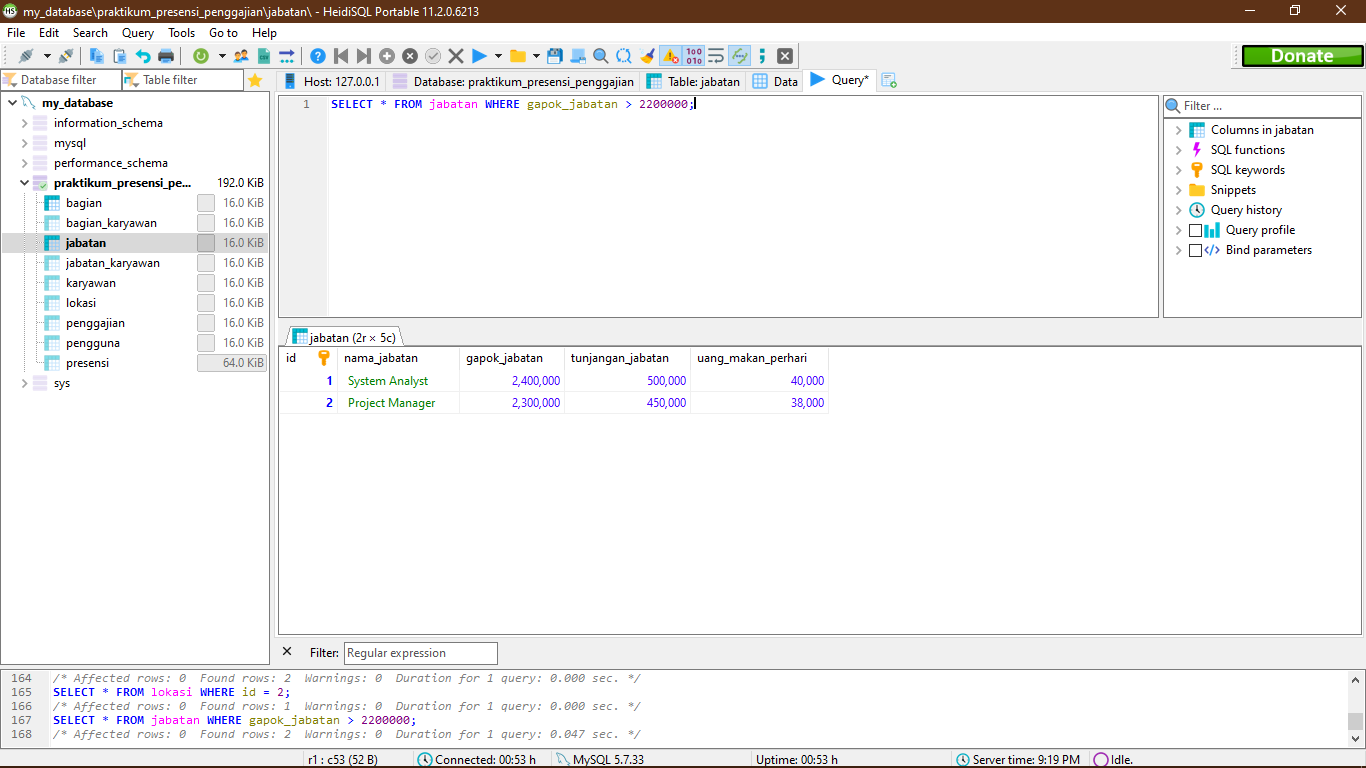 HS my_database\praktikum_presensi_penggajian\jabatan\ - HeidiSQL Portable 11.2.0.6213
File Edit Search Query Tools Go to Help
Donate
Database filter Table filter
Host: 127.0.0.1 Database: praktikum_presensi_penggajian Table: jabatan Data Query*
my_database
information_schema
mysql
performance_schema
praktikum_presensi_pe... 192.0 KiB
bagian 16.0 KiB
bagian_karyawan 16.0 KiB
jabatan 16.0 KiB
jabatan_karyawan 16.0 KiB
karyawan 16.0 KiB
lokasi 16.0 KiB
penggajian 16.0 KiB
pengguna 16.0 KiB
presensi 64.0 KiB
sys
1 SELECT * FROM jabatan WHERE gapok_jabatan > 2200000;
Filter ...
Columns in jabatan
SQL functions
SQL keywords
Snippets
Query history
Query profile
Bind parameters
jabatan (2r × 5c)
id nama_jabatan gapok_jabatan tunjangan_jabatan uang_makan_perhari
1 System Analyst 2,400,000 500,000 40,000
2 Project Manager 2,300,000 450,000 38,000
Filter: Regular expression
164 /* Affected rows: 0 Found rows: 2 Warnings: 0 Duration for 1 query: 0.000 sec. */
165 SELECT * FROM lokasi WHERE id = 2;
166 /* Affected rows: 0 Found rows: 1 Warnings: 0 Duration for 1 query: 0.000 sec. */
167 SELECT * FROM jabatan WHERE gapok_jabatan > 2200000;
168 /* Affected rows: 0 Found rows: 2 Warnings: 0 Duration for 1 query: 0.047 sec. */
r1 : c53 (52 B) Connected: 00:53 h MySQL 5.7.33 Uptime: 00:53 h Server time: 9:19 PM Idle.